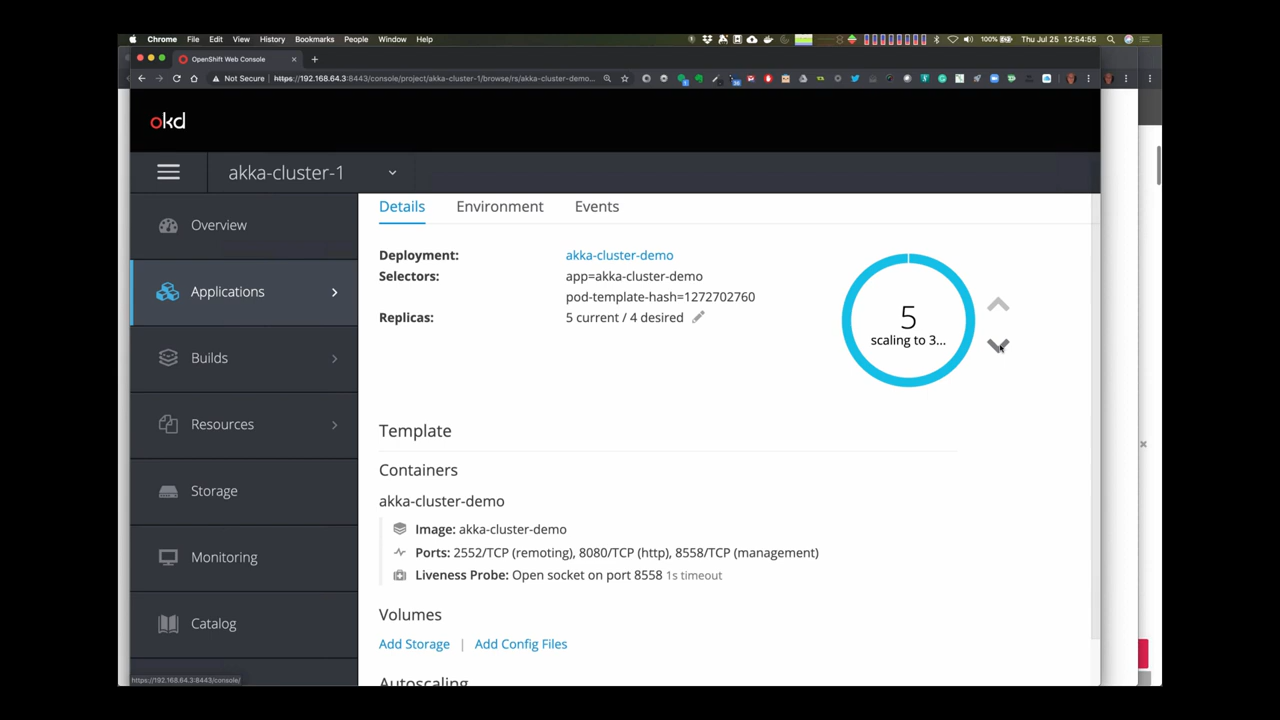 Chrome File Edit View History Bookmarks People Window Help 100% Thu Jul 25 14:54:55
OpenShift Web Console
Not Secure https://192.168.64.3:8443/console/project/akka-cluster-1/browse/rs/akka-cluster-demo...
okd
akka-cluster-1
Details Environment Events
Overview
Deployment: akka-cluster-demo
Selectors: app=akka-cluster-demo
pod-template-hash=1272702760
Applications
Replicas: 5 current / 4 desired
5
scaling to 3...
Builds
Resources
Template
Containers
Storage
akka-cluster-demo
Image: akka-cluster-demo
Monitoring
Ports: 2552/TCP (remoting), 8080/TCP (http), 8558/TCP (management)
Liveness Probe: Open socket on port 8558 1s timeout
Catalog
Volumes
Add Storage | Add Config Files
https://192.168.64.3:8443/console/
Autoscaling